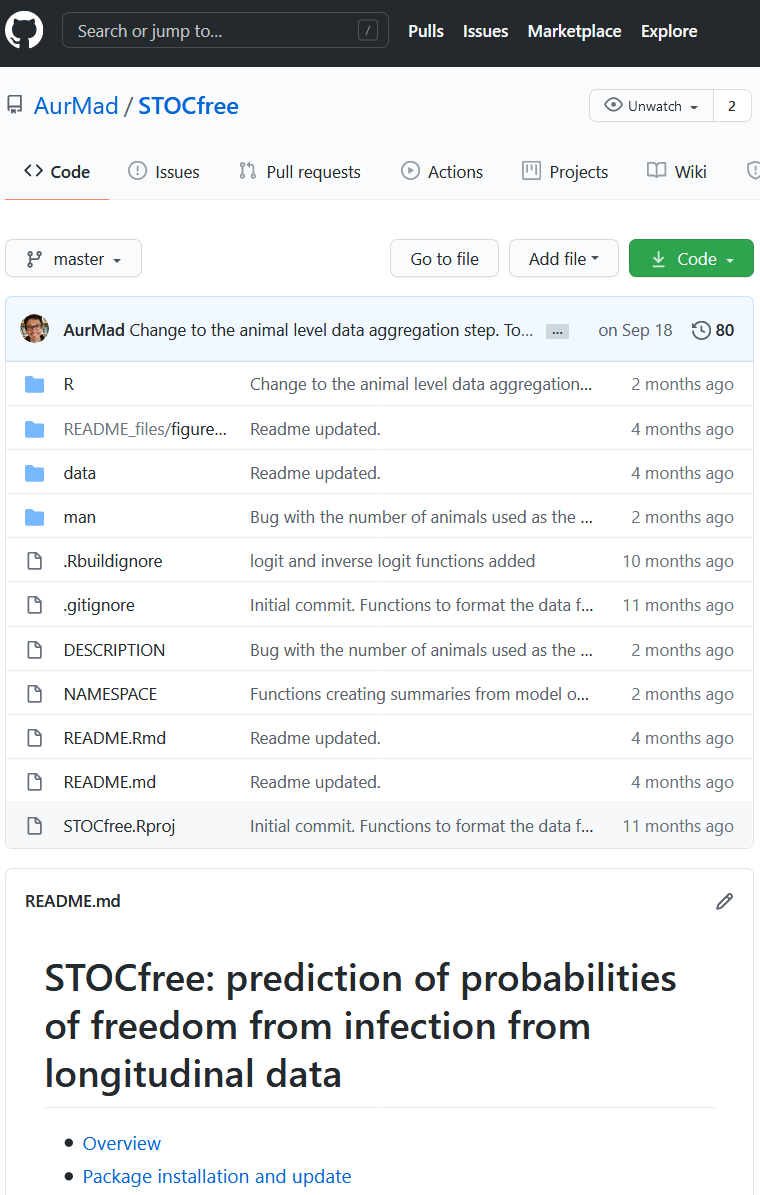 Search or jump to... / Pulls Issues Marketplace Explore
AurMad / STOCfree Unwatch 2
Code Issues Pull requests Actions Projects Wiki
master Go to file Add file Code
AurMad Change to the animal level data aggregation step. To... ... on Sep 18 80
R Change to the animal level data aggregation... 2 months ago
README_files/figure... Readme updated. 4 months ago
data Readme updated. 4 months ago
man Bug with the number of animals used as the ... 2 months ago
.Rbuildignore logit and inverse logit functions added 10 months ago
.gitignore Initial commit. Functions to format the data f... 11 months ago
DESCRIPTION Bug with the number of animals used as the ... 2 months ago
NAMESPACE Functions creating summaries from model o... 2 months ago
README.Rmd Readme updated. 4 months ago
README.md Readme updated. 4 months ago
STOCfree.Rproj Initial commit. Functions to format the data f... 11 months ago
README.md
STOCfree: prediction of probabilities
of freedom from infection from
longitudinal data
• Overview
• Package installation and update